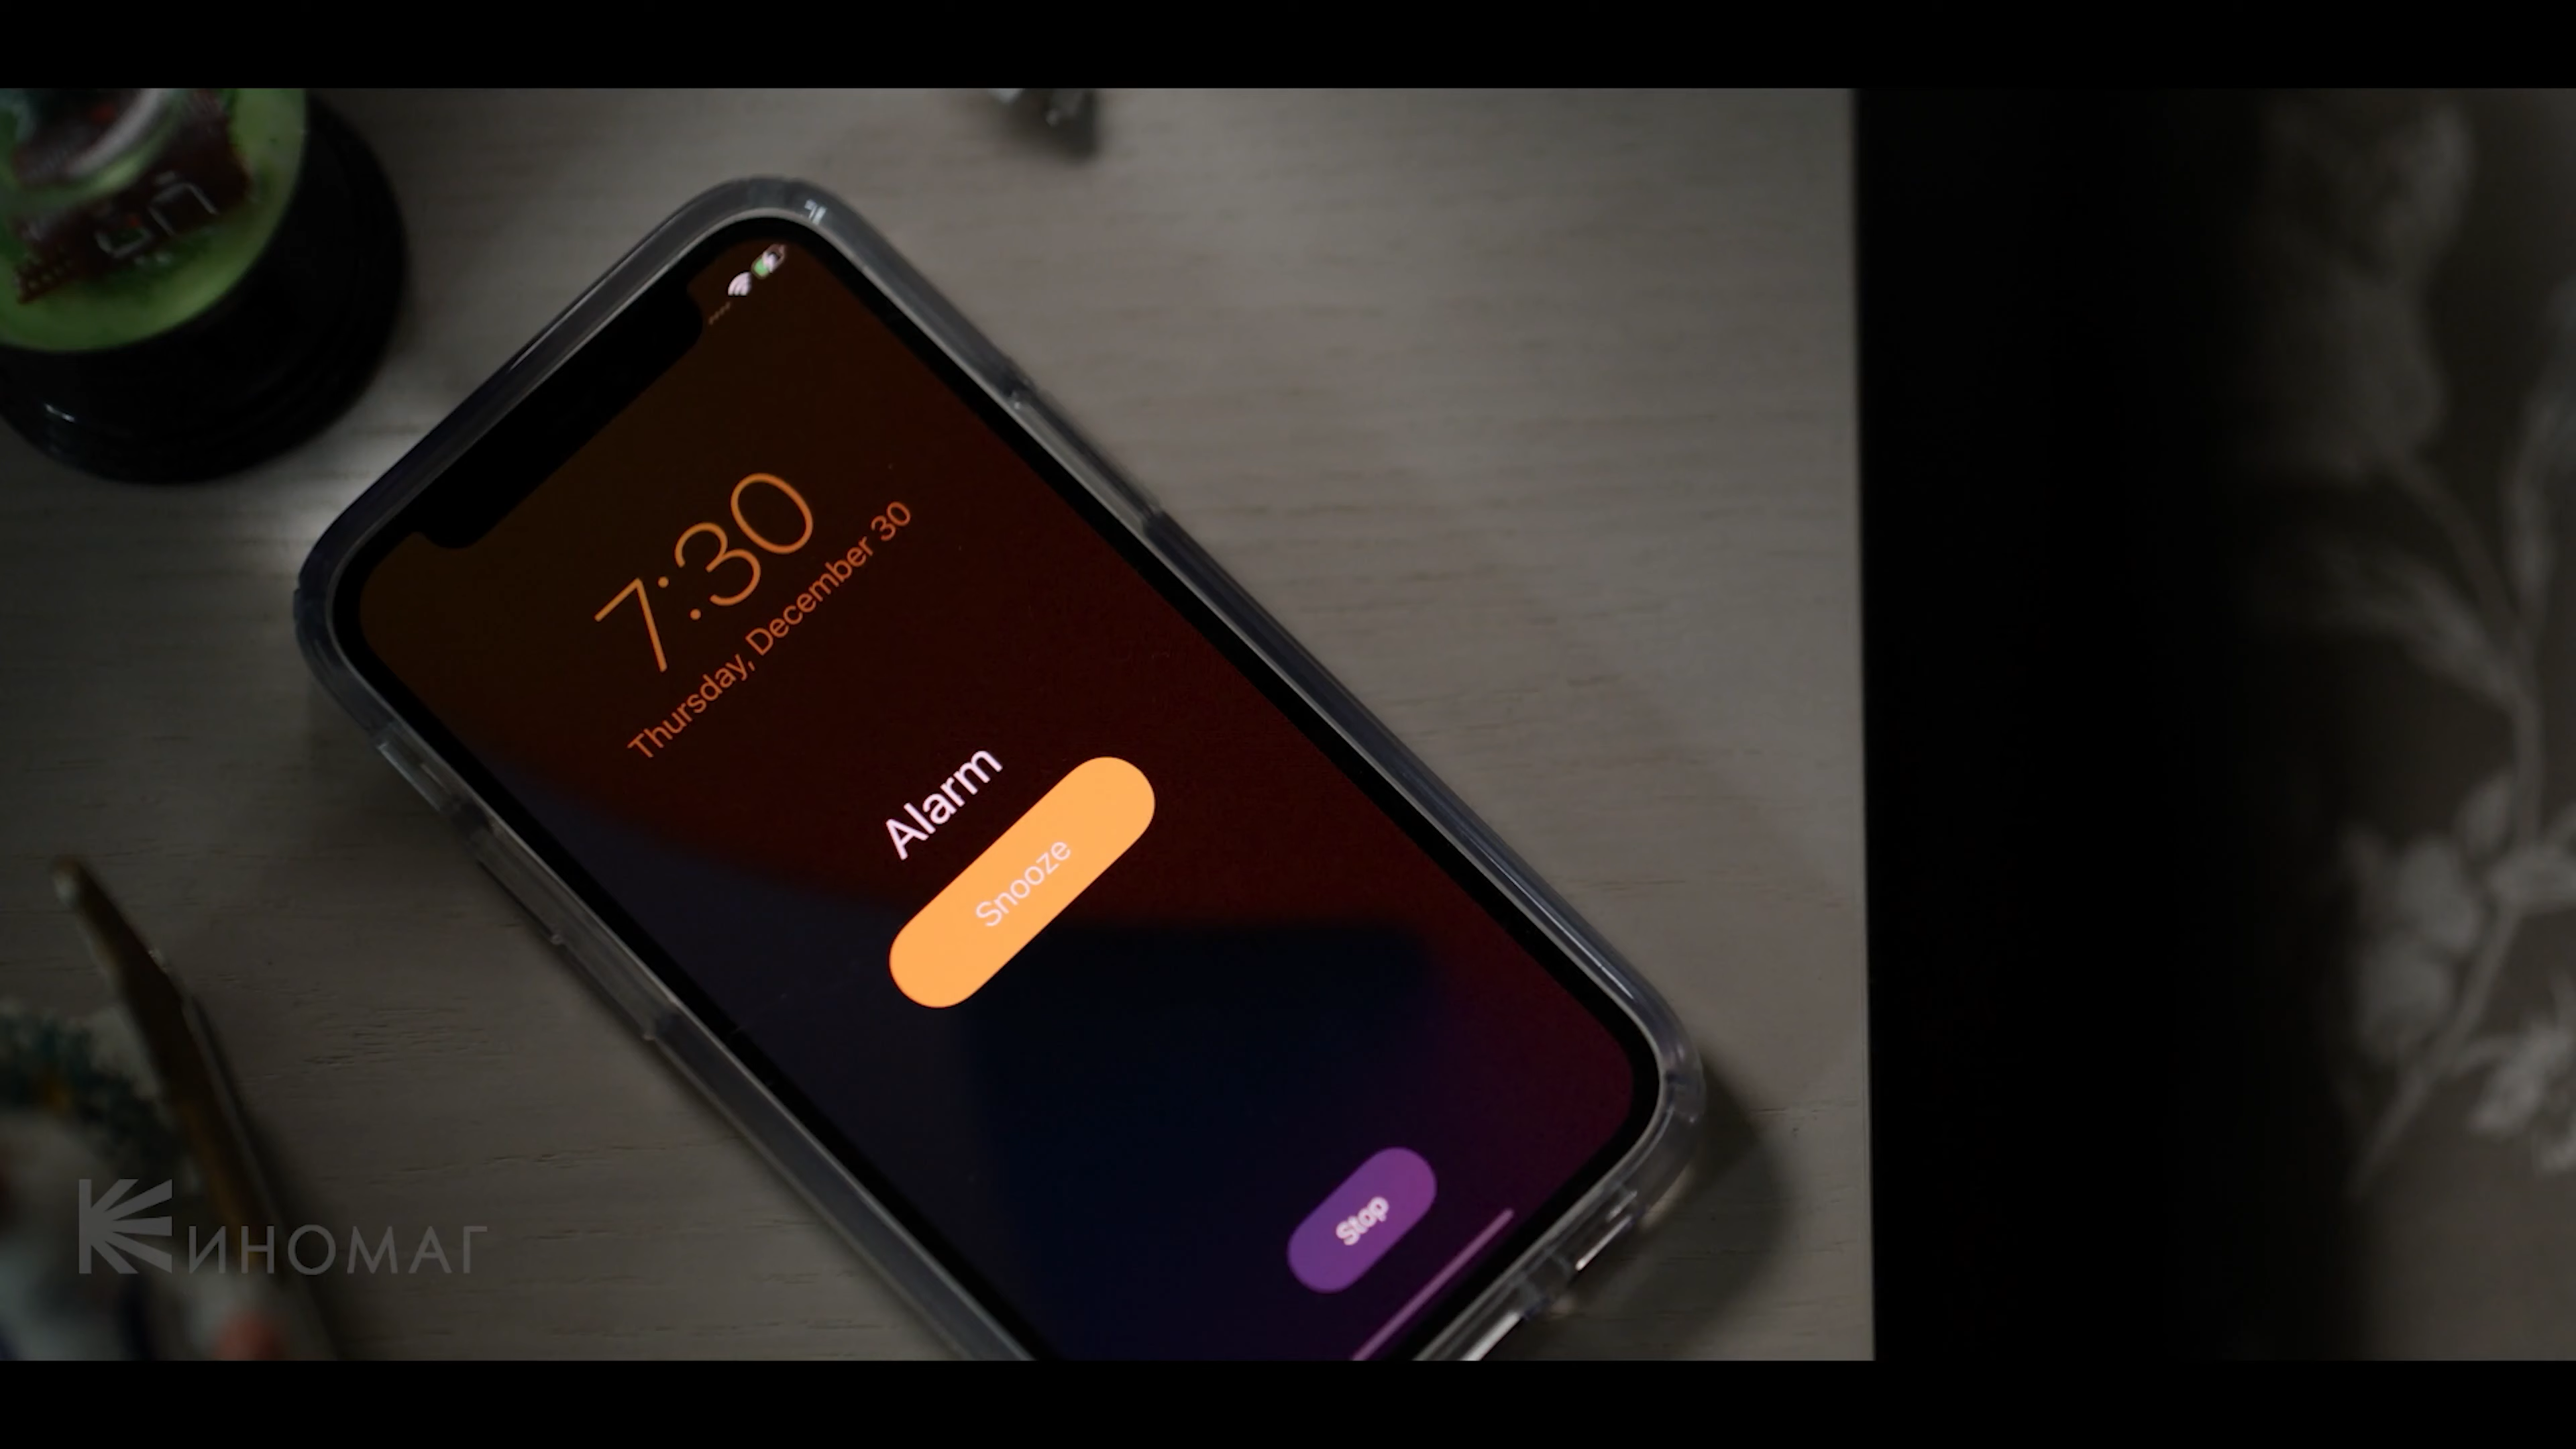 7:30
Thursday, December 30
Alarm
Snooze
Stop
КИНОМАГ